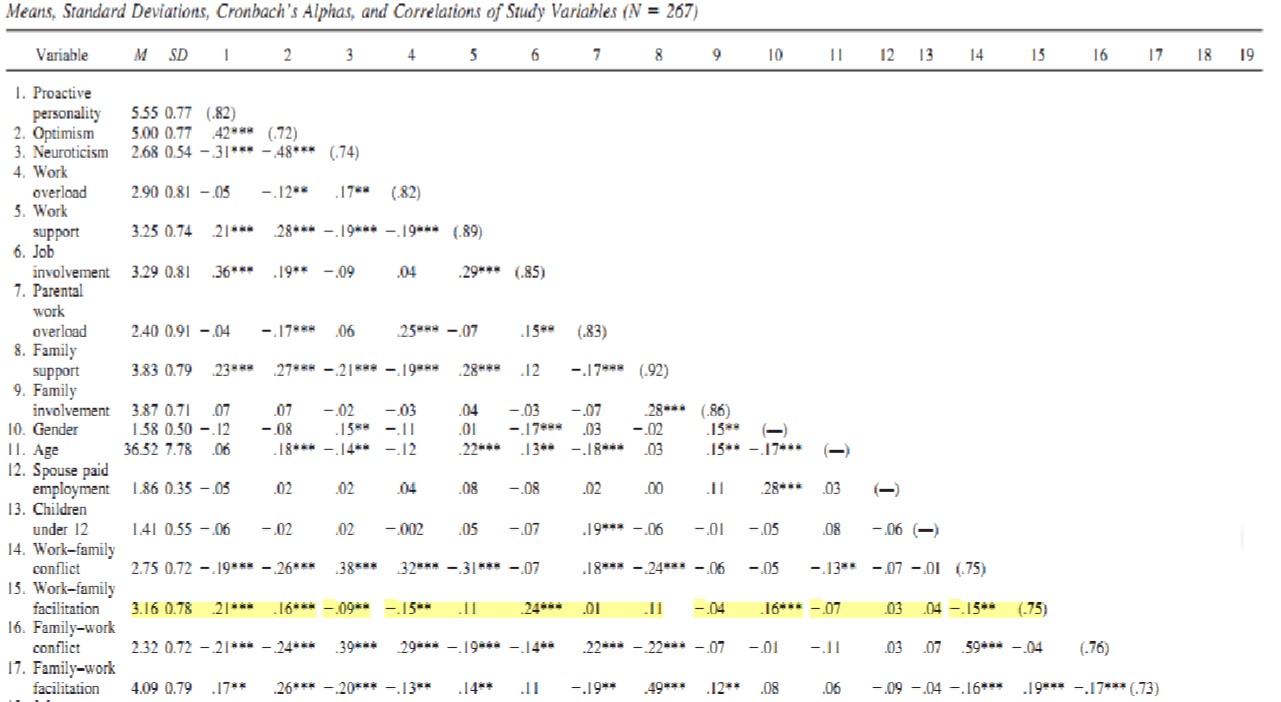 Means, Standard Deviations, Cronbach's Alphas, and Correlations of Study Variables (N = 267)
Variable M SD 1 2 3 4 5 6 7 8 9 10 11 12 13 14 15 16 17 18 19
1. Proactive
personality 5.55 0.77 (.82)
2. Optimism 5.00 0.77 .42*** (.72)
3. Neuroticism 2.68 0.54 −.31*** −.48*** (.74)
4. Work
overload 2.90 0.81 −.05 −.12** .17** (.82)
5. Work
support 3.25 0.74 .21*** .28*** −.19*** −.19*** (.89)
6. Job
involvement 3.29 0.81 .36*** .19** −.09 .04 .29*** (.85)
7. Parental
work
overload 2.40 0.91 −.04 −.17*** .06 .25*** −.07 .15** (.83)
8. Family
support 3.83 0.79 .23*** .27*** −.21*** −.19*** .28*** .12 −.17*** (.92)
9. Family
involvement 3.87 0.71 .07 .07 −.02 −.03 .04 −.03 −.07 .28*** (.86)
10. Gender 1.58 0.50 −.12 −.08 .15** −.11 .01 −.17*** .03 −.02 .15** (—)
11. Age 36.52 7.78 .06 .18*** −.14** −.12 .22*** .13** −.18*** .03 .15** −.17*** (—)
12. Spouse paid
employment 1.86 0.35 −.05 .02 .02 .04 .08 −.08 .02 .00 .11 .28*** .03 (—)
13. Children
under 12 1.41 0.55 −.06 −.02 .02 −.002 .05 −.07 .19*** −.06 −.01 −.05 .08 −.06 (—)
14. Work–family
conflict 2.75 0.72 −.19*** −.26*** .38*** .32*** −.31*** −.07 .18*** −.24*** −.06 −.05 −.13** −.07 −.01 (.75)
15. Work–family
facilitation 3.16 0.78 .21*** .16*** −.09** −.15** .11 .24*** .01 .11 −.04 .16*** −.07 .03 .04 −.15** (.75)
16. Family–work
conflict 2.32 0.72 −.21*** −.24*** .39*** .29*** −.19*** −.14** .22*** −.22*** −.07 −.01 −.11 .03 .07 .59*** −.04 (.76)
17. Family–work
facilitation 4.09 0.79 .17** .26*** −.20*** −.13** .14** .11 −.19** .49*** .12** .08 .06 −.09 −.04 −.16*** .19*** −.17*** (.73)